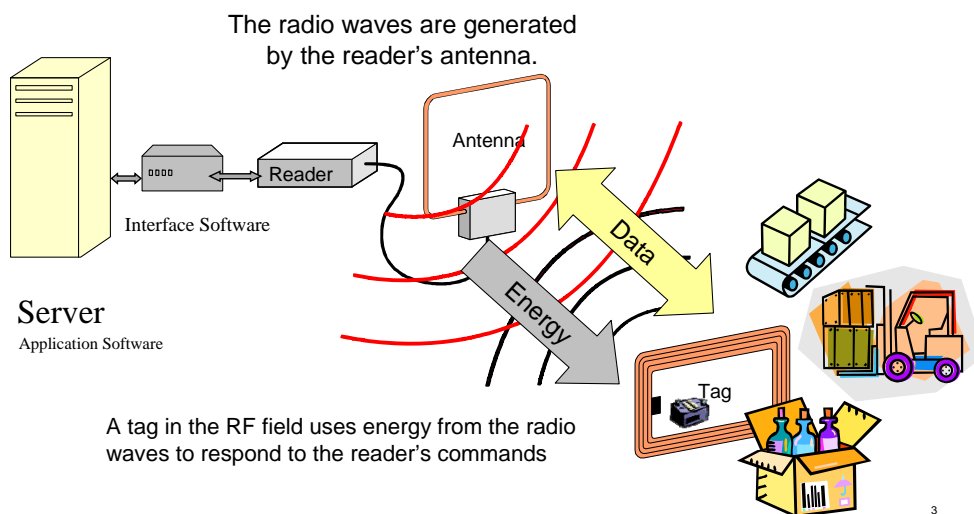 The radio waves are generated
by the reader’s antenna.
Antenna
Reader
Interface Software
Data
Energy
Server
Application Software
Tag
A tag in the RF field uses energy from the radio
waves to respond to the reader’s commands
3